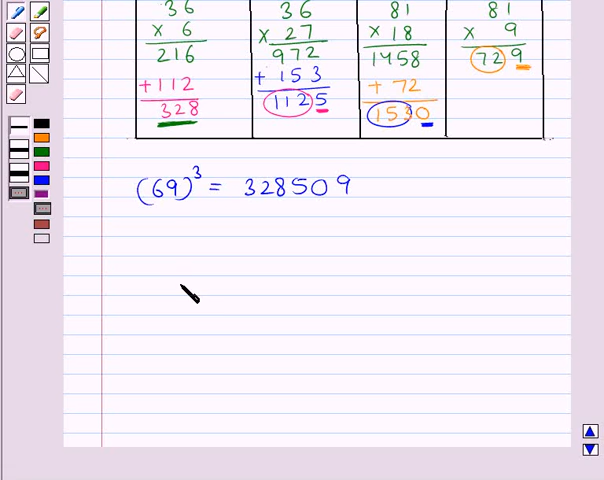 36 36 81 81
× 6 × 27 × 18 × 9
216 972 1458 729
+112 + 153 + 72
328 1125 1530
(69)³ = 328509